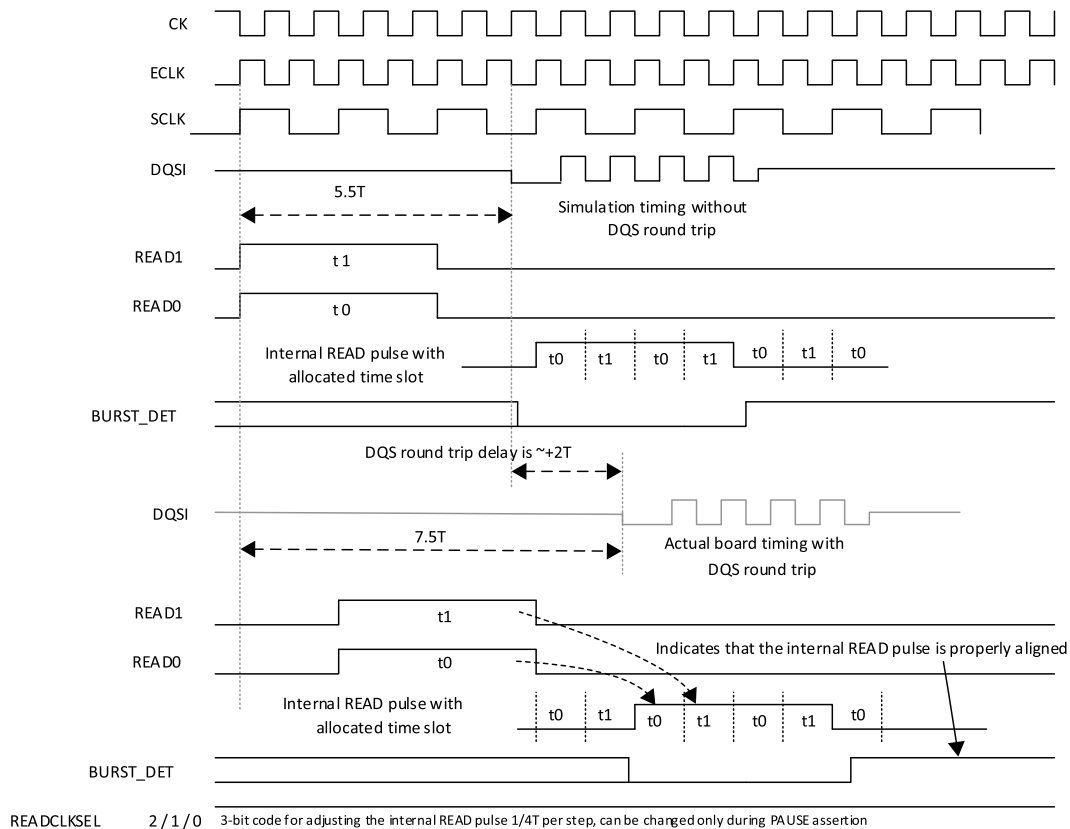 CK
ECLK
SCLK
DQSI
5.5T
Simulation timing without
DQS round trip
READ1
t1
READ0
t0
Internal READ pulse with
allocated time slot
t0 t1 t0 t1 t0 t1 t0
BURST_DET
DQS round trip delay is ~+2T
DQSI
7.5T
Actual board timing with
DQS round trip
READ1
t1
READ0
t0
Indicates that the internal READ pulse is properly aligned
Internal READ pulse with
allocated time slot
t0 t1 t0 t1 t0 t1 t0
BURST_DET
READCLKSEL 2/1/0 3-bit code for adjusting the internal READ pulse 1/4T per step, can be changed only during PAUSE assertion